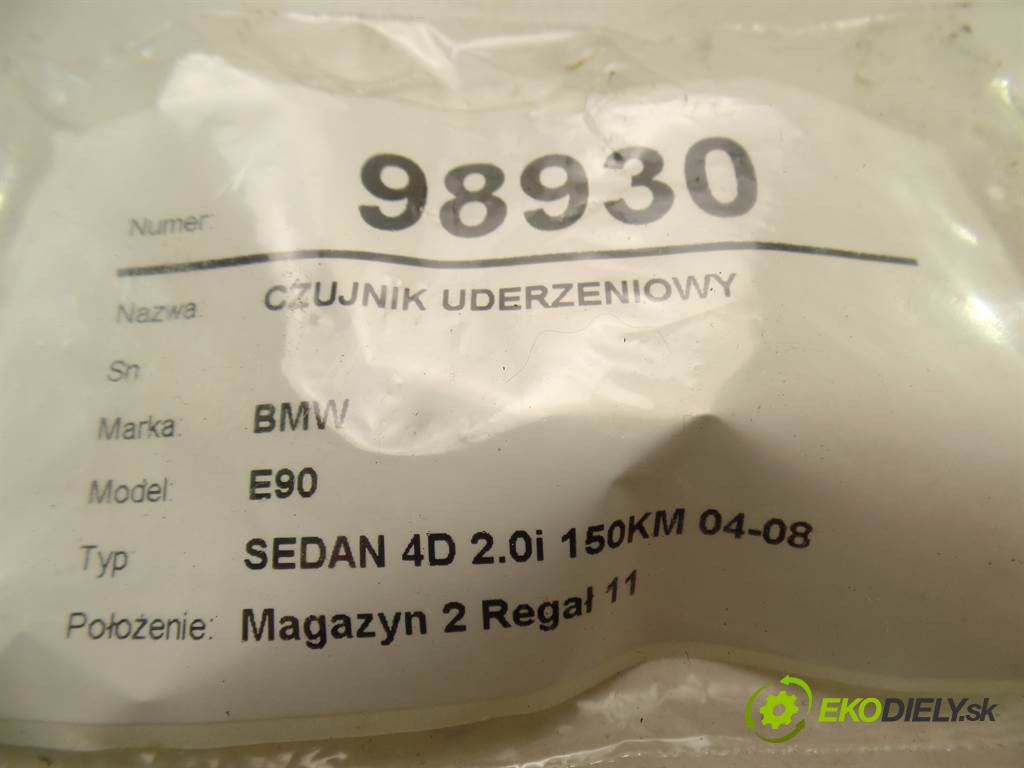 Numer: 98930
Nazwa: CZUJNIK UDERZENIOWY
Sn
Marka: BMW
Model: E90
Typ SEDAN 4D 2.0i 150KM 04-08
Położenie: Magazyn 2 Regał 11
EKODIELY.sk